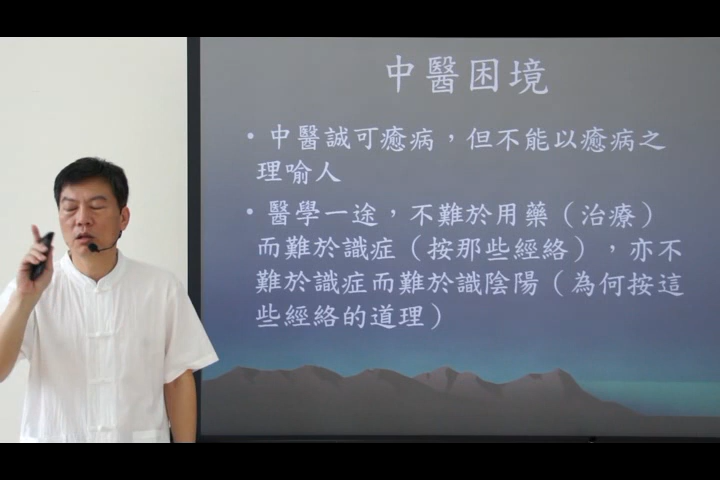 中醫困境
•中醫誠可癒病，但不能以癒病之
理喻人
•醫學一途，不難於用藥（治療）
而難於識症（按那些經絡），亦不
難於識症而難於識陰陽（為何按這
些經絡的道理）